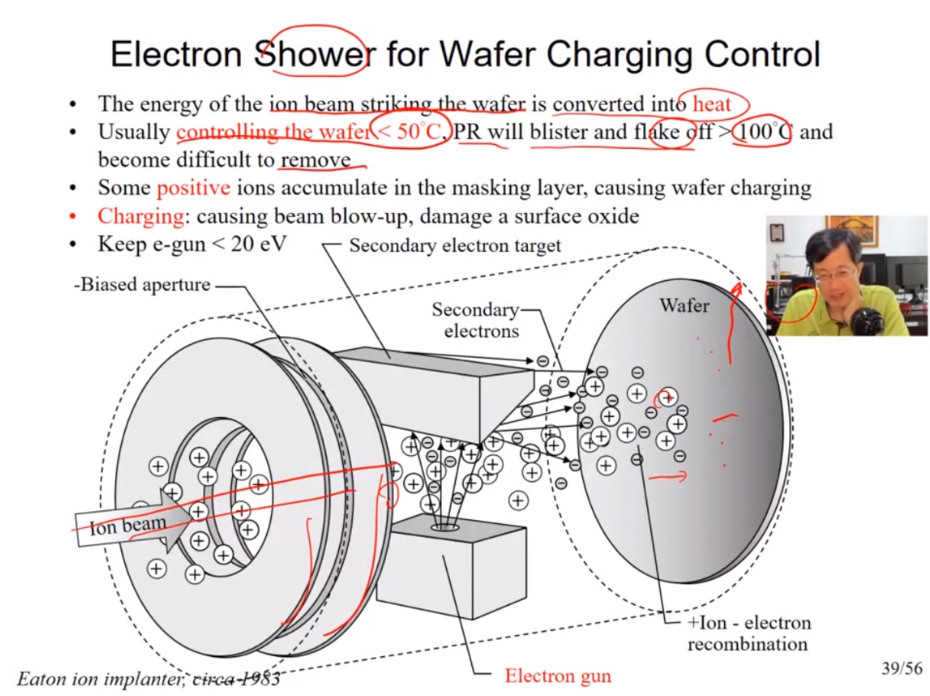 Electron Shower for Wafer Charging Control
• The energy of the ion beam striking the wafer is converted into heat
• Usually controlling the wafer < 50°C, PR will blister and flake off > 100°C and
become difficult to remove
• Some positive ions accumulate in the masking layer, causing wafer charging
• Charging: causing beam blow-up, damage a surface oxide
• Keep e-gun < 20 eV
Secondary electron target
-Biased aperture
Secondary
electrons
Wafer
Ion beam
+Ion - electron
recombination
Electron gun
Eaton ion implanter, circa 1983
39/56